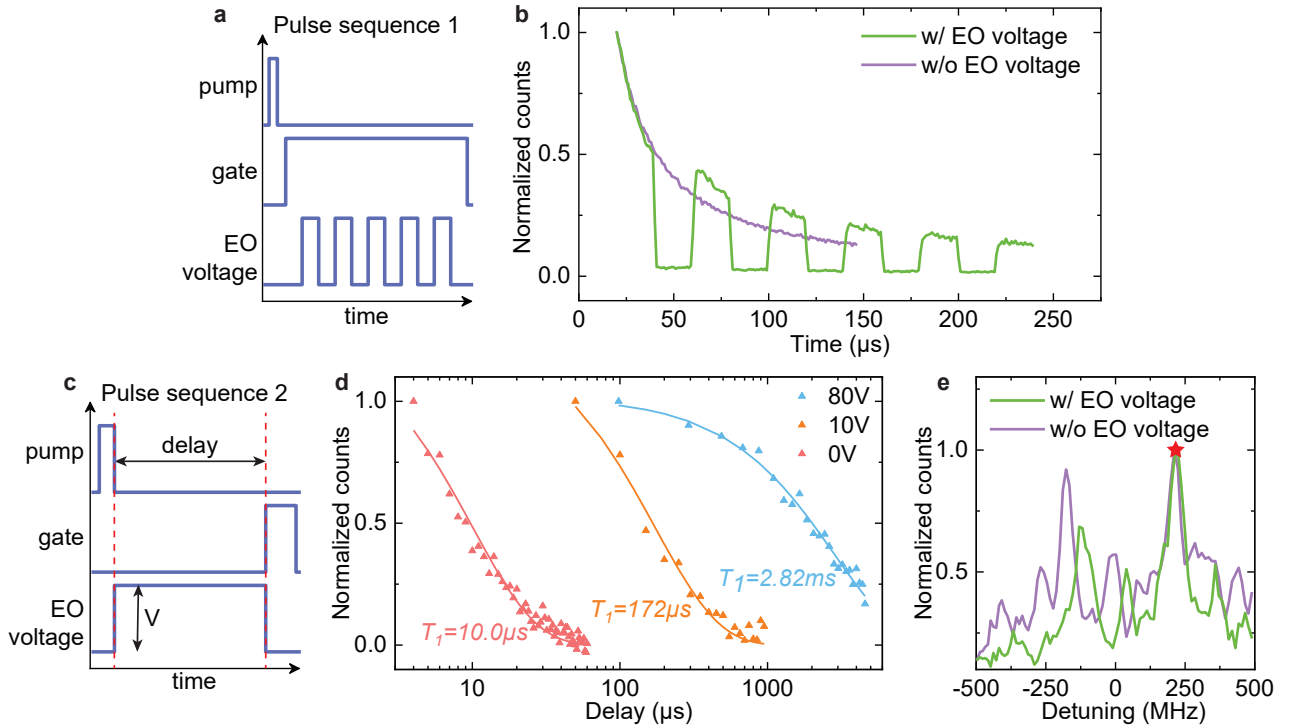 a
Pulse sequence 1
pump
gate
EO
voltage
time
b
w/ EO voltage
w/o EO voltage
1.0
0.5
0.0
Normalized counts
0 50 100 150 200 250
Time (µs)
c
Pulse sequence 2
pump
delay
gate
EO
voltage
V
time
d
80V
10V
0V
1.0
0.5
0.0
Normalized counts
T1=10.0µs
T1=172µs
T1=2.82ms
10 100 1000
Delay (µs)
e
w/ EO voltage
w/o EO voltage
1.0
0.5
Normalized counts
-500 -250 0 250 500
Detuning (MHz)